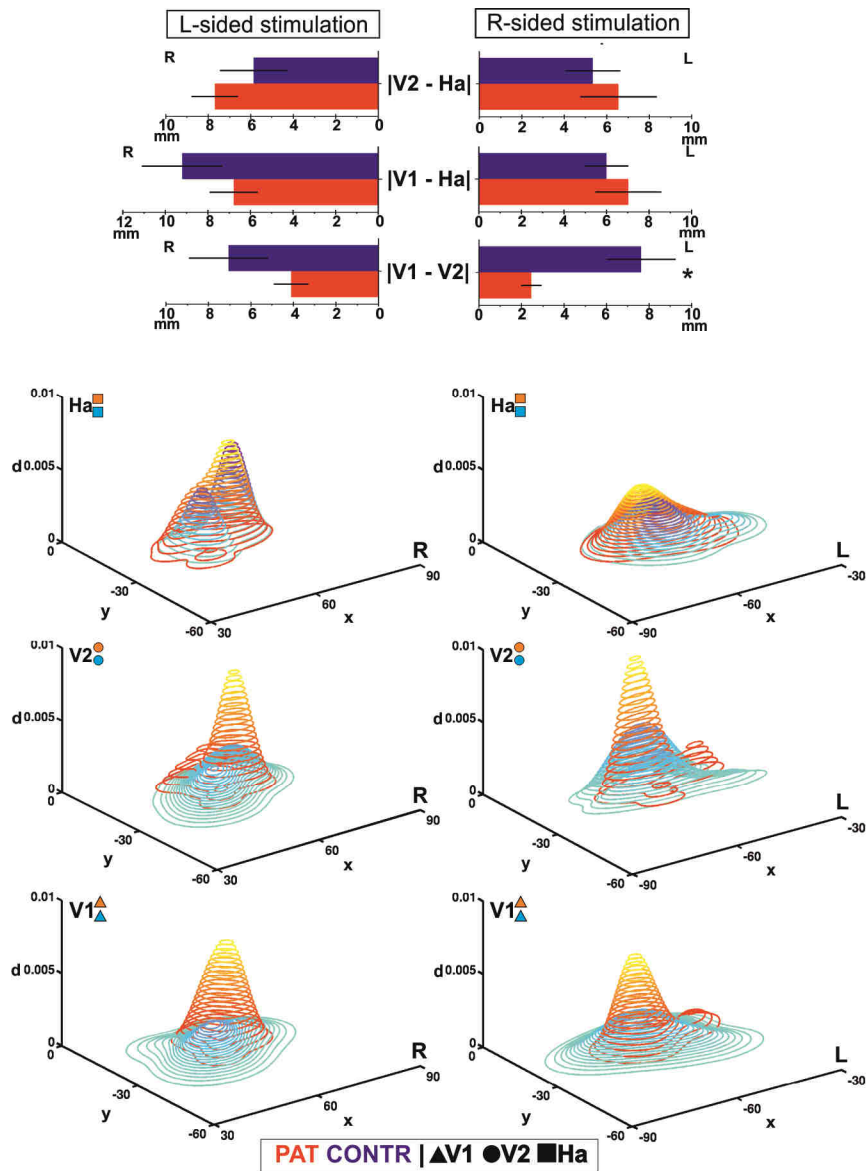 L-sided stimulation R-sided stimulation
R L
|V2 - Ha|
10 8 6 4 2 0 0 2 4 6 8 10
mm mm
R L
|V1 - Ha|
12 10 8 6 4 2 0 0 2 4 6 8 10
mm mm
R L
|V1 - V2| *
10 8 6 4 2 0 0 2 4 6 8 10
mm mm
0.01 Ha 0.01 Ha
d 0.005 d 0.005
0 0 R 90 0 0 L -30
-30 y 60 x -30 y -60 x
-60 30 -60 -90
0.01 V2 0.01 V2
d 0.005 d 0.005
0 0 R 90 0 0 L -30
-30 y 60 x -30 y -60 x
-60 30 -60 -90
0.01 V1 0.01 V1
d 0.005 d 0.005
0 0 R 90 0 0 L -30
-30 y 60 x -30 y -60 x
-60 30 -60 -90
PAT CONTR | ▲V1 ●V2 ■Ha